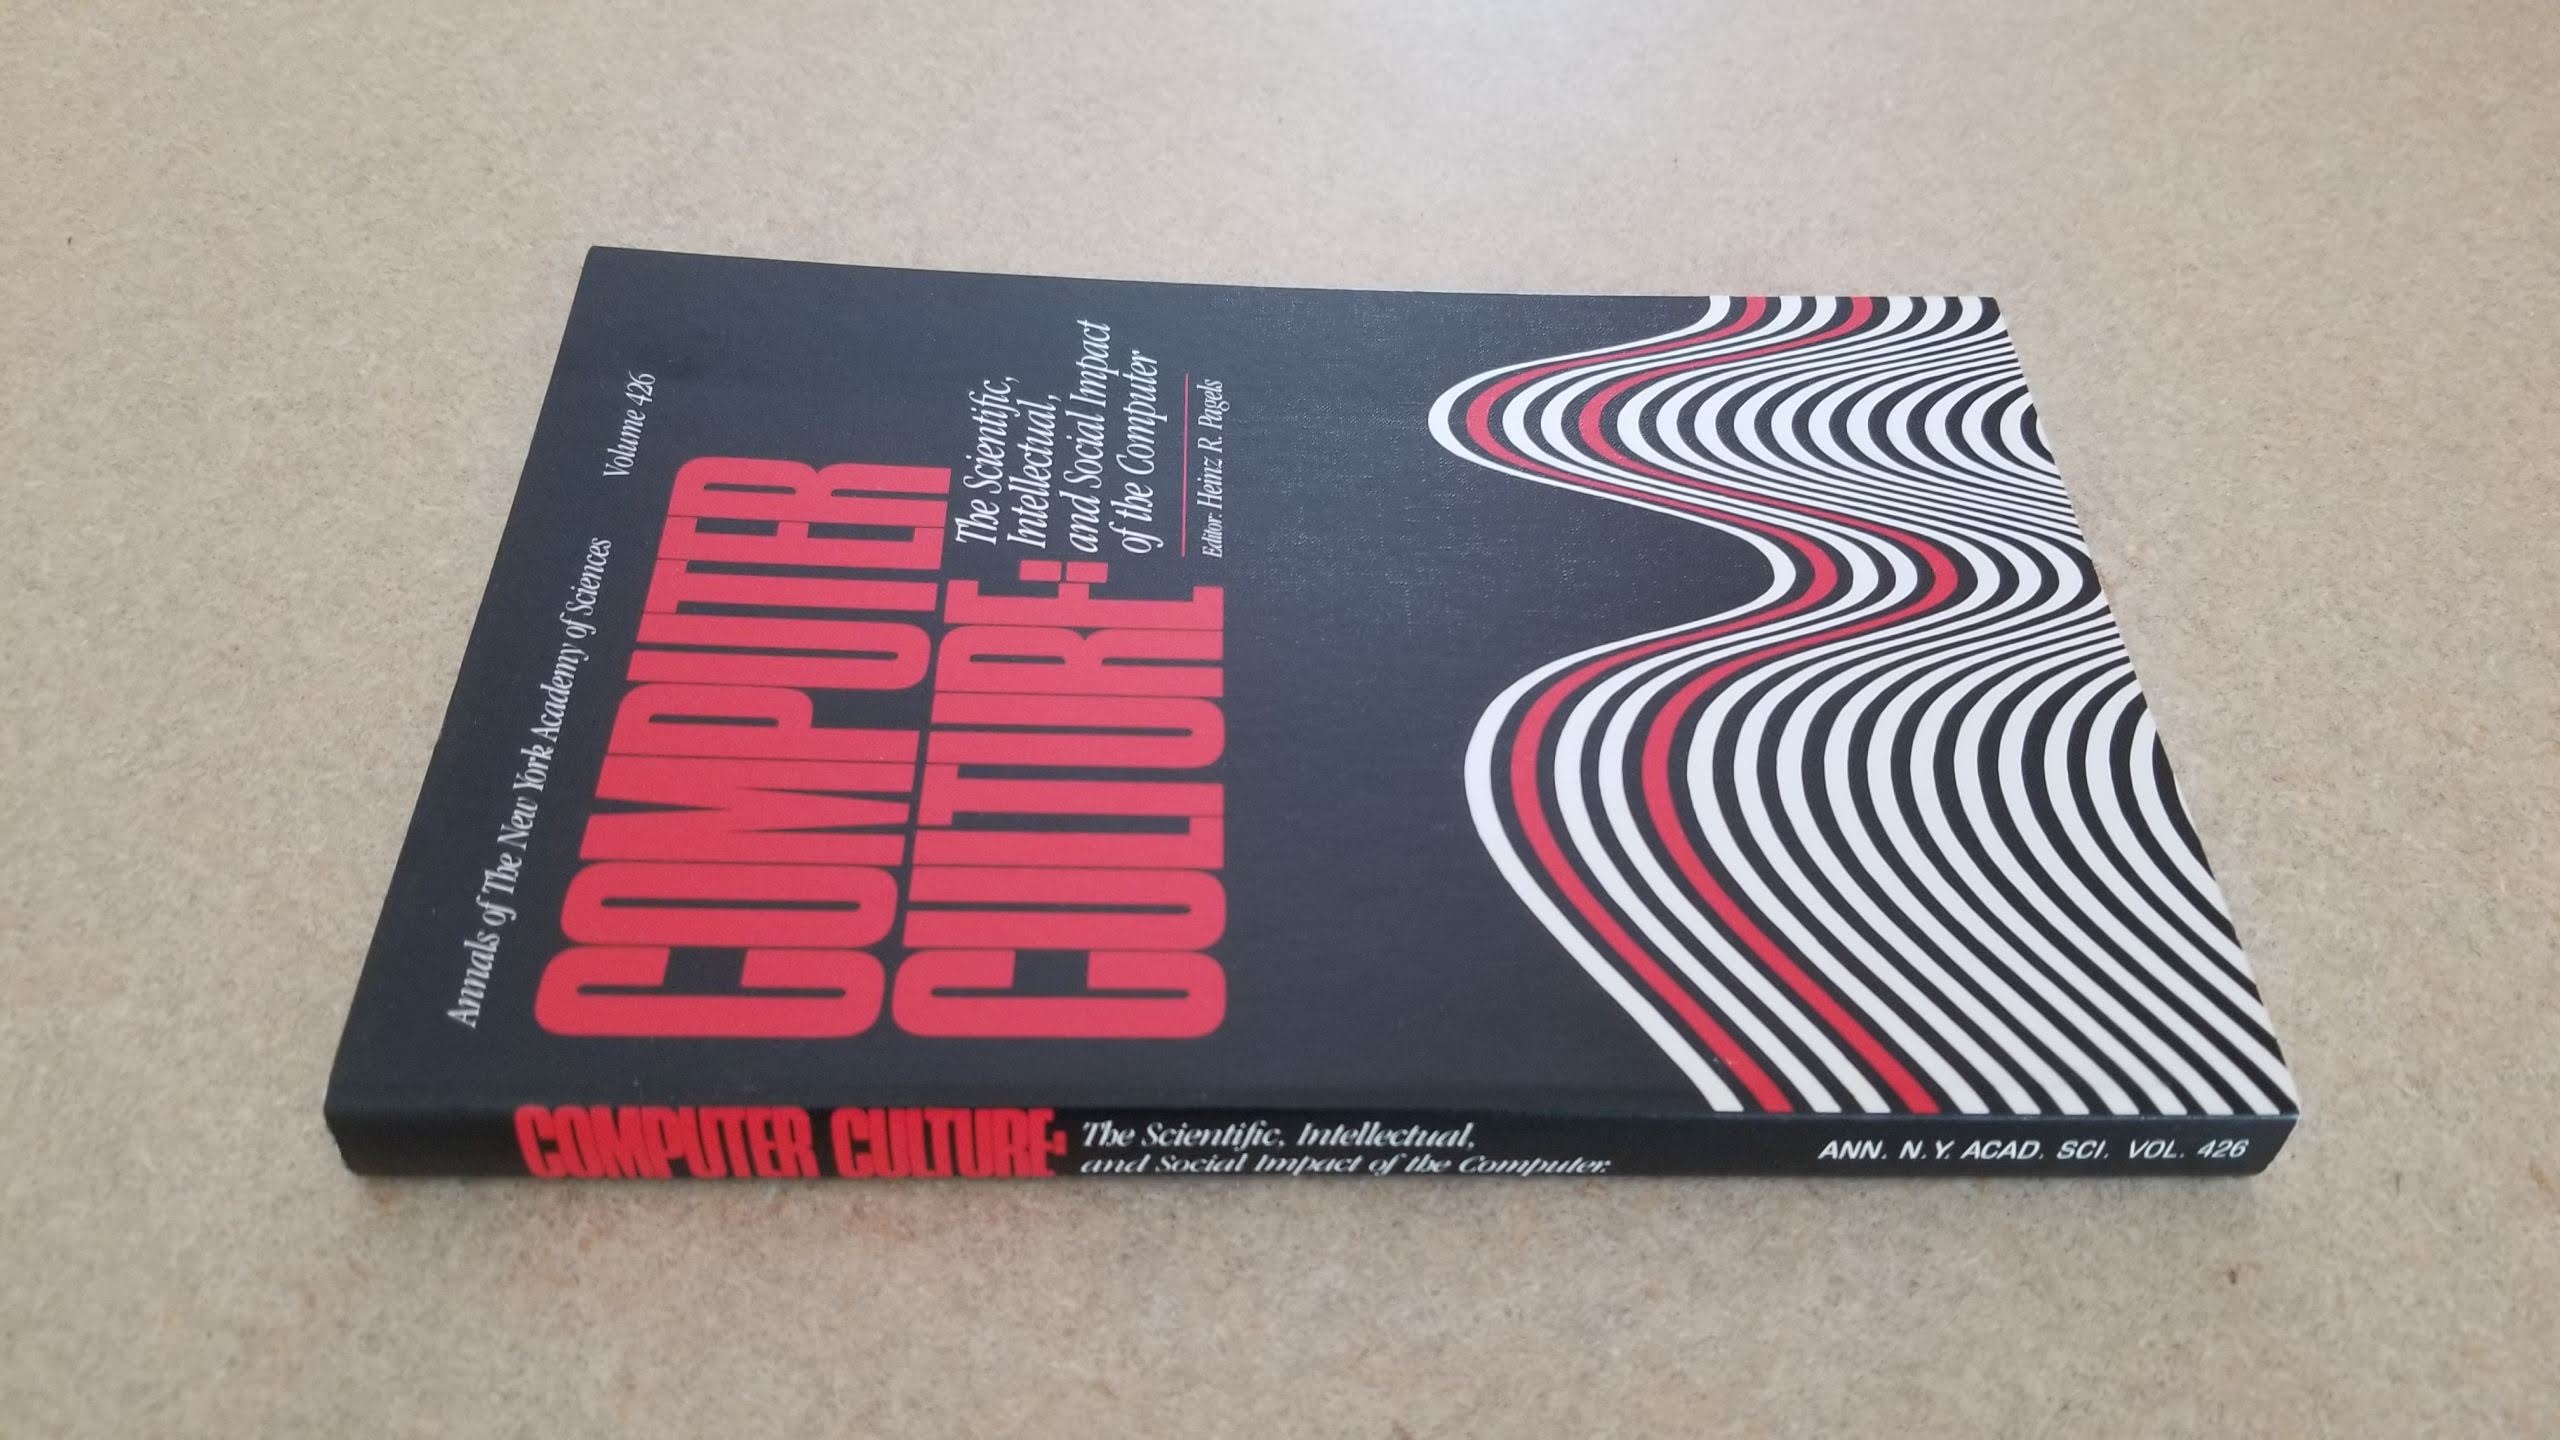 Annals of The New York Academy of Sciences
Volume 426
COMPUTER
CULTURE:
The Scientific,
Intellectual,
and Social Impact
of the Computer
Editor: Heinz R. Pagels
COMPUTER CULTURE:
The Scientific, Intellectual,
and Social Impact of the Computer.
ANN. N.Y. ACAD. SCI. VOL. 426